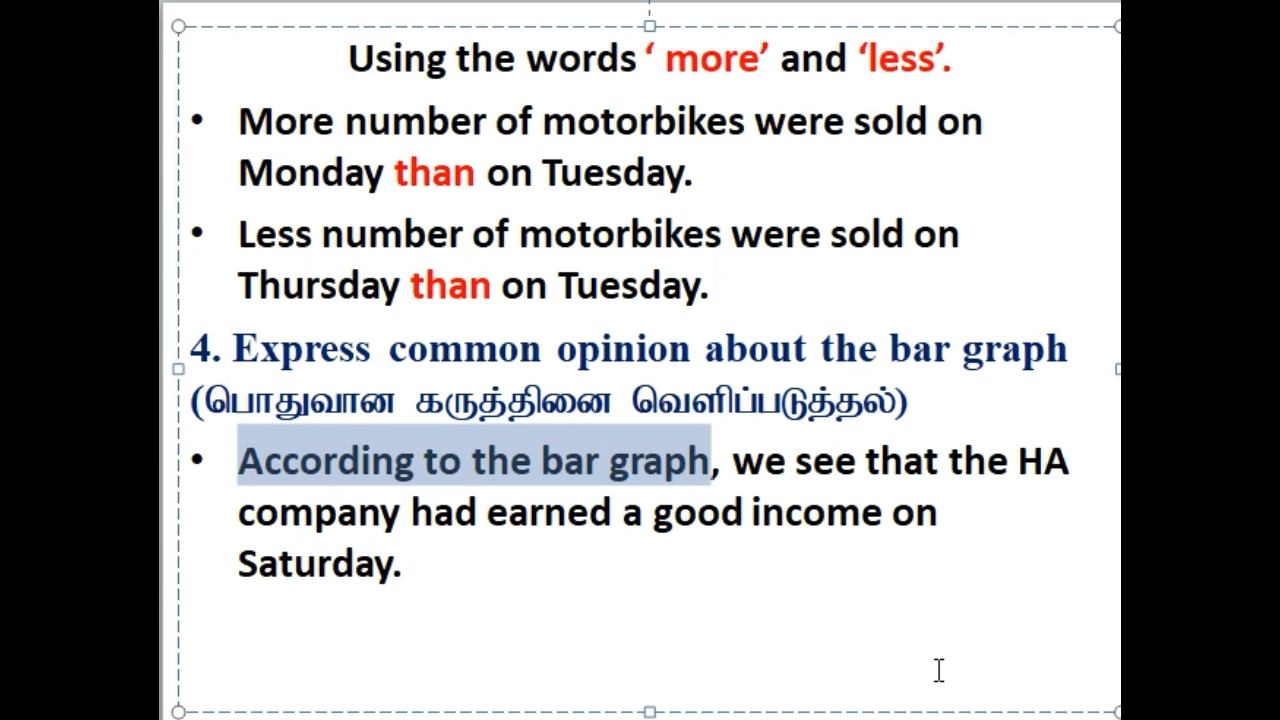 Using the words ‘ more’ and ‘less’.
• More number of motorbikes were sold on
Monday than on Tuesday.
• Less number of motorbikes were sold on
Thursday than on Tuesday.
4. Express common opinion about the bar graph
(பொதுவான கருத்தினை வெளிப்படுத்தல்)
• According to the bar graph, we see that the HA
company had earned a good income on
Saturday.